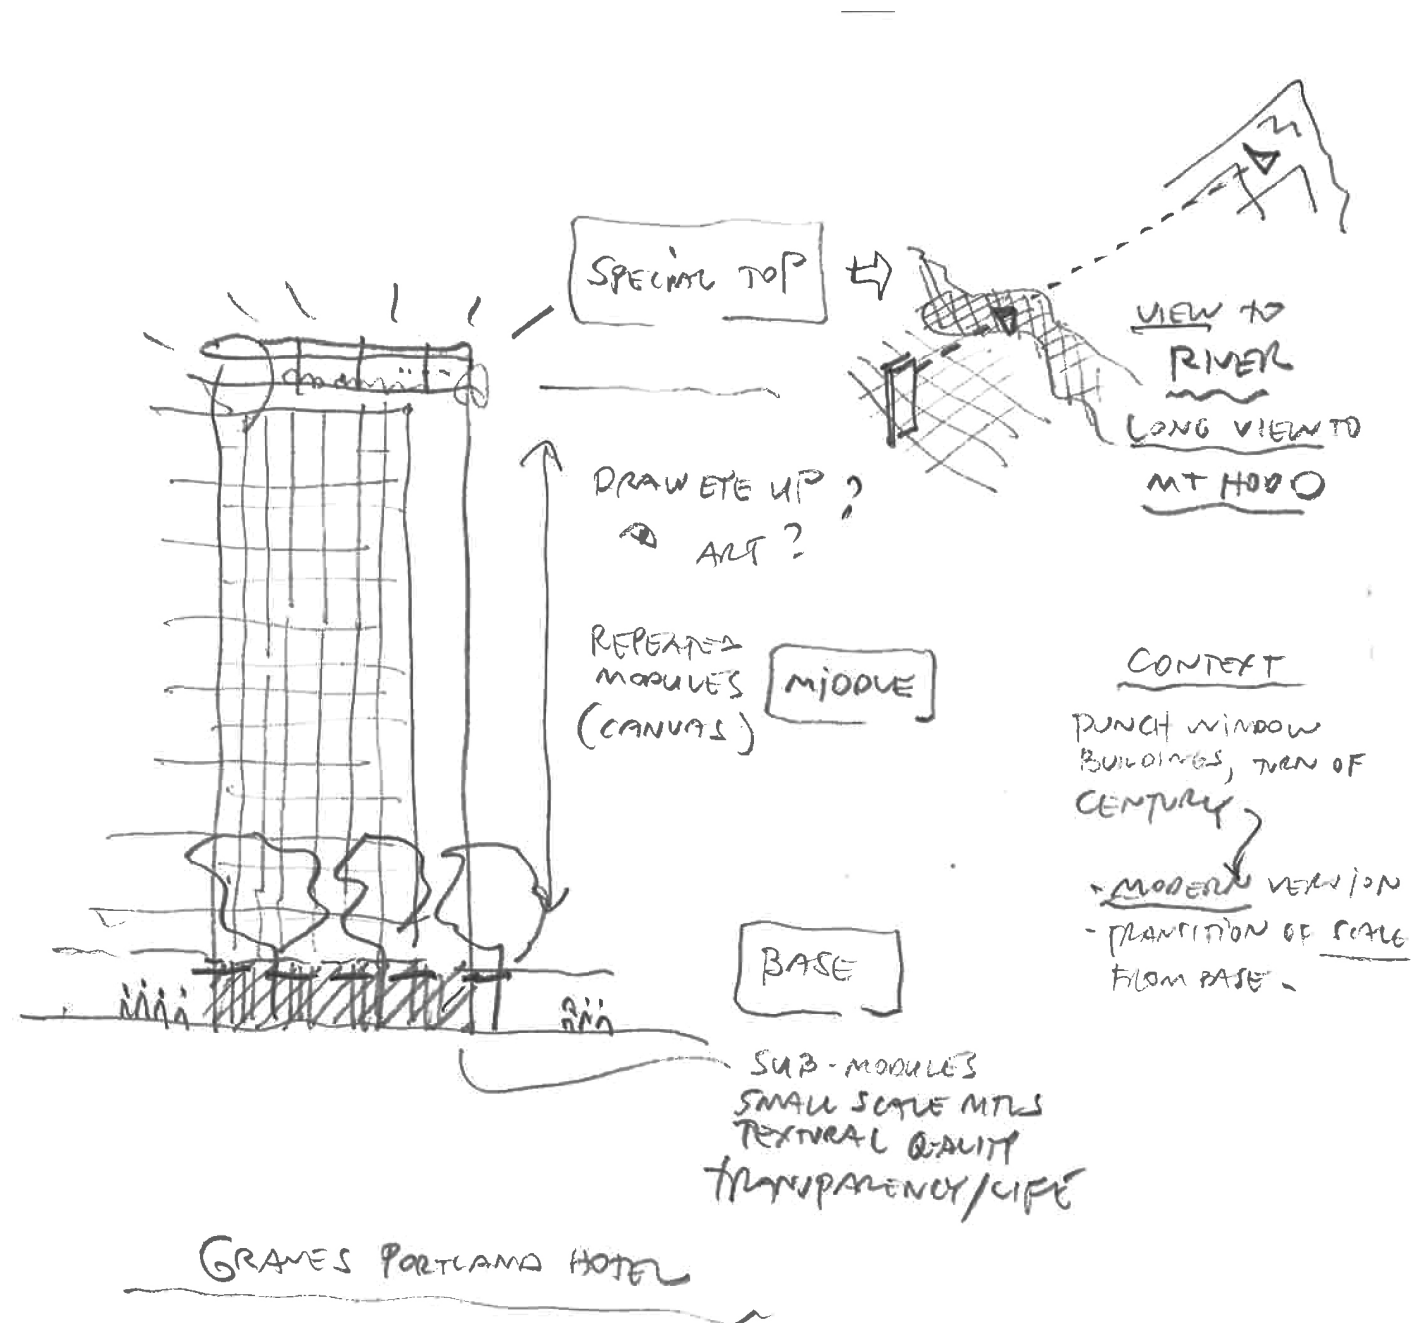 SPECIAL TOP
VIEW TO
RIVER
LONG VIEW TO
MT HOOD
DRAW EYE UP?
ART?
REPEATED
MODULES
(CANVAS)
MIDDLE
CONTEXT
PUNCH WINDOW
BUILDINGS, TURN OF
CENTURY
- MODERN VERSION
- TRANSITION OF SCALE
FROM BASE -
BASE
SUB-MODULES
SMALL SCALE MTLS
TEXTURAL QUALITY
TRANSPARENCY/LIFE
GRAVES PORTLAND HOTEL